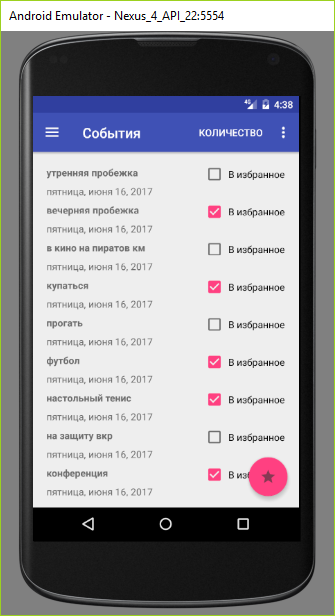 Android Emulator - Nexus_4_API_22:5554
4G 4:38
События КОЛИЧЕСТВО
утренняя пробежка В избранное
пятница, июня 16, 2017
вечерняя пробежка В избранное
пятница, июня 16, 2017
в кино на пиратов км В избранное
пятница, июня 16, 2017
купаться В избранное
пятница, июня 16, 2017
прогать В избранное
пятница, июня 16, 2017
футбол В избранное
пятница, июня 16, 2017
настольный тенис В избранное
пятница, июня 16, 2017
на защиту вкр В избранное
пятница, июня 16, 2017
конференция В изб
пятница, июня 16, 2017